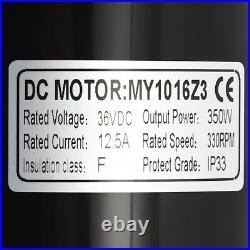 DC MOTOR:MY1016Z3 CE
Rated Voltage: 36VDC Output Power: 350W
Rated Current: 12.5A Rated Speed: 330RPM
Insulation class: F Protect Grade: IP33